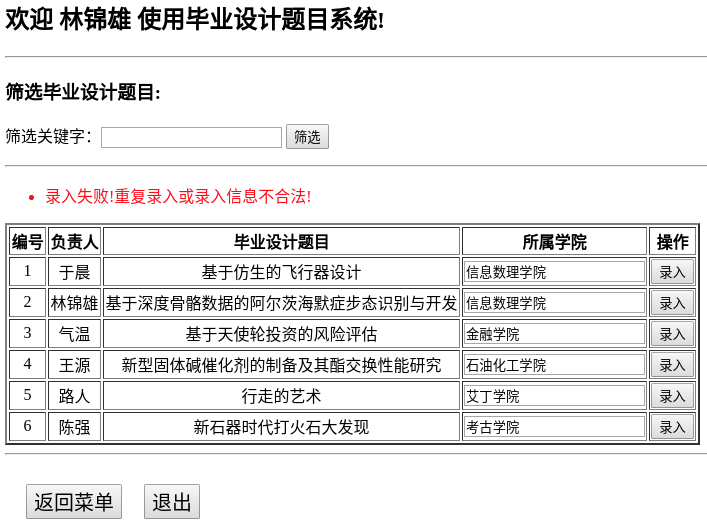 欢迎 林锦雄 使用毕业设计题目系统!
筛选毕业设计题目:
筛选关键字: 筛选
录入失败!重复录入或录入信息不合法!
编号 负责人 毕业设计题目 所属学院 操作
1 于晨 基于仿生的飞行器设计 信息数理学院 录入
2 林锦雄 基于深度骨骼数据的阿尔茨海默症步态识别与开发 信息数理学院 录入
3 气温 基于天使轮投资的风险评估 金融学院 录入
4 王源 新型固体碱催化剂的制备及其酯交换性能研究 石油化工学院 录入
5 路人 行走的艺术 艾丁学院 录入
6 陈强 新石器时代打火石大发现 考古学院 录入
返回菜单 退出